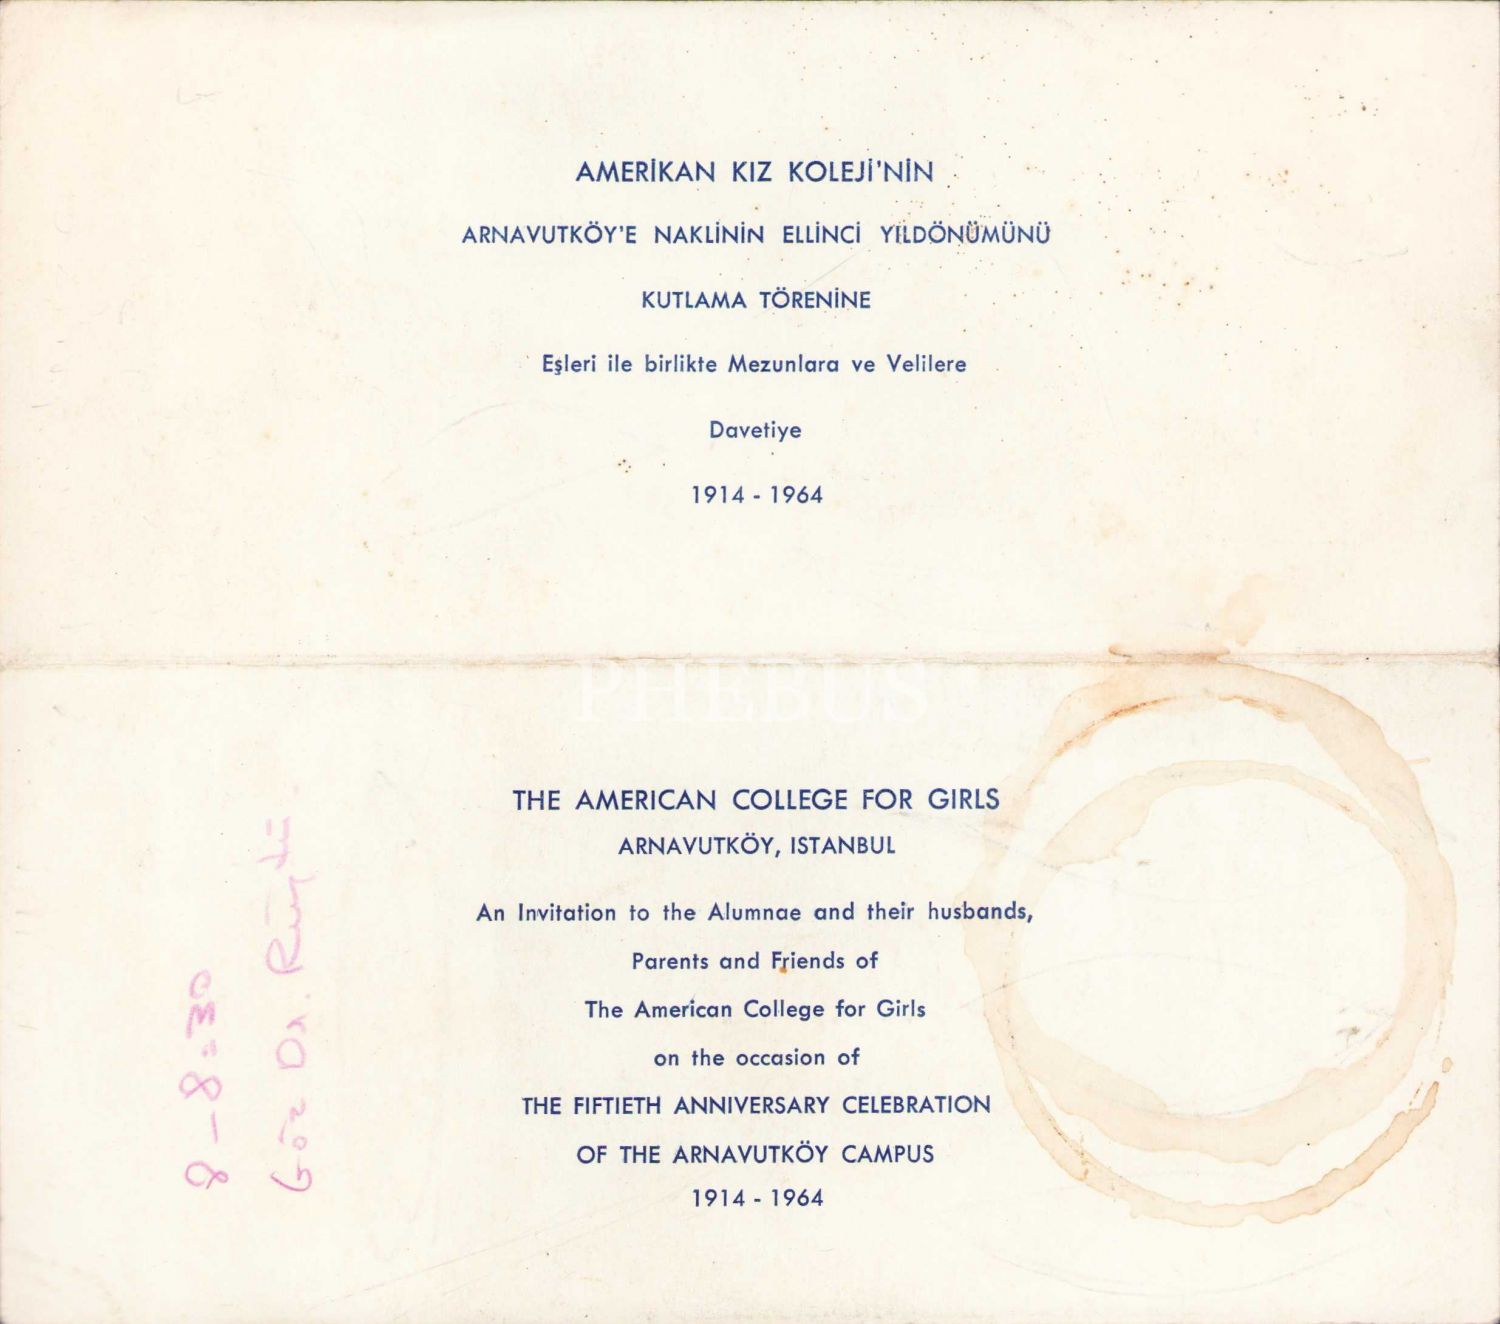 AMERİKAN KIZ KOLEJİ'NİN
ARNAVUTKÖY'E NAKLİNİN ELLİNCİ YILDÖNÜMÜNÜ
KUTLAMA TÖRENİNE
Eşleri ile birlikte Mezunlara ve Velilere
Davetiye
1914 - 1964
PHEBUS
THE AMERICAN COLLEGE FOR GIRLS
ARNAVUTKÖY, ISTANBUL
An Invitation to the Alumnae and their husbands,
Parents and Friends of
The American College for Girls
on the occasion of
THE FIFTIETH ANNIVERSARY CELEBRATION
OF THE ARNAVUTKÖY CAMPUS
1914 - 1964
8 - 8:30
Göz Dr.